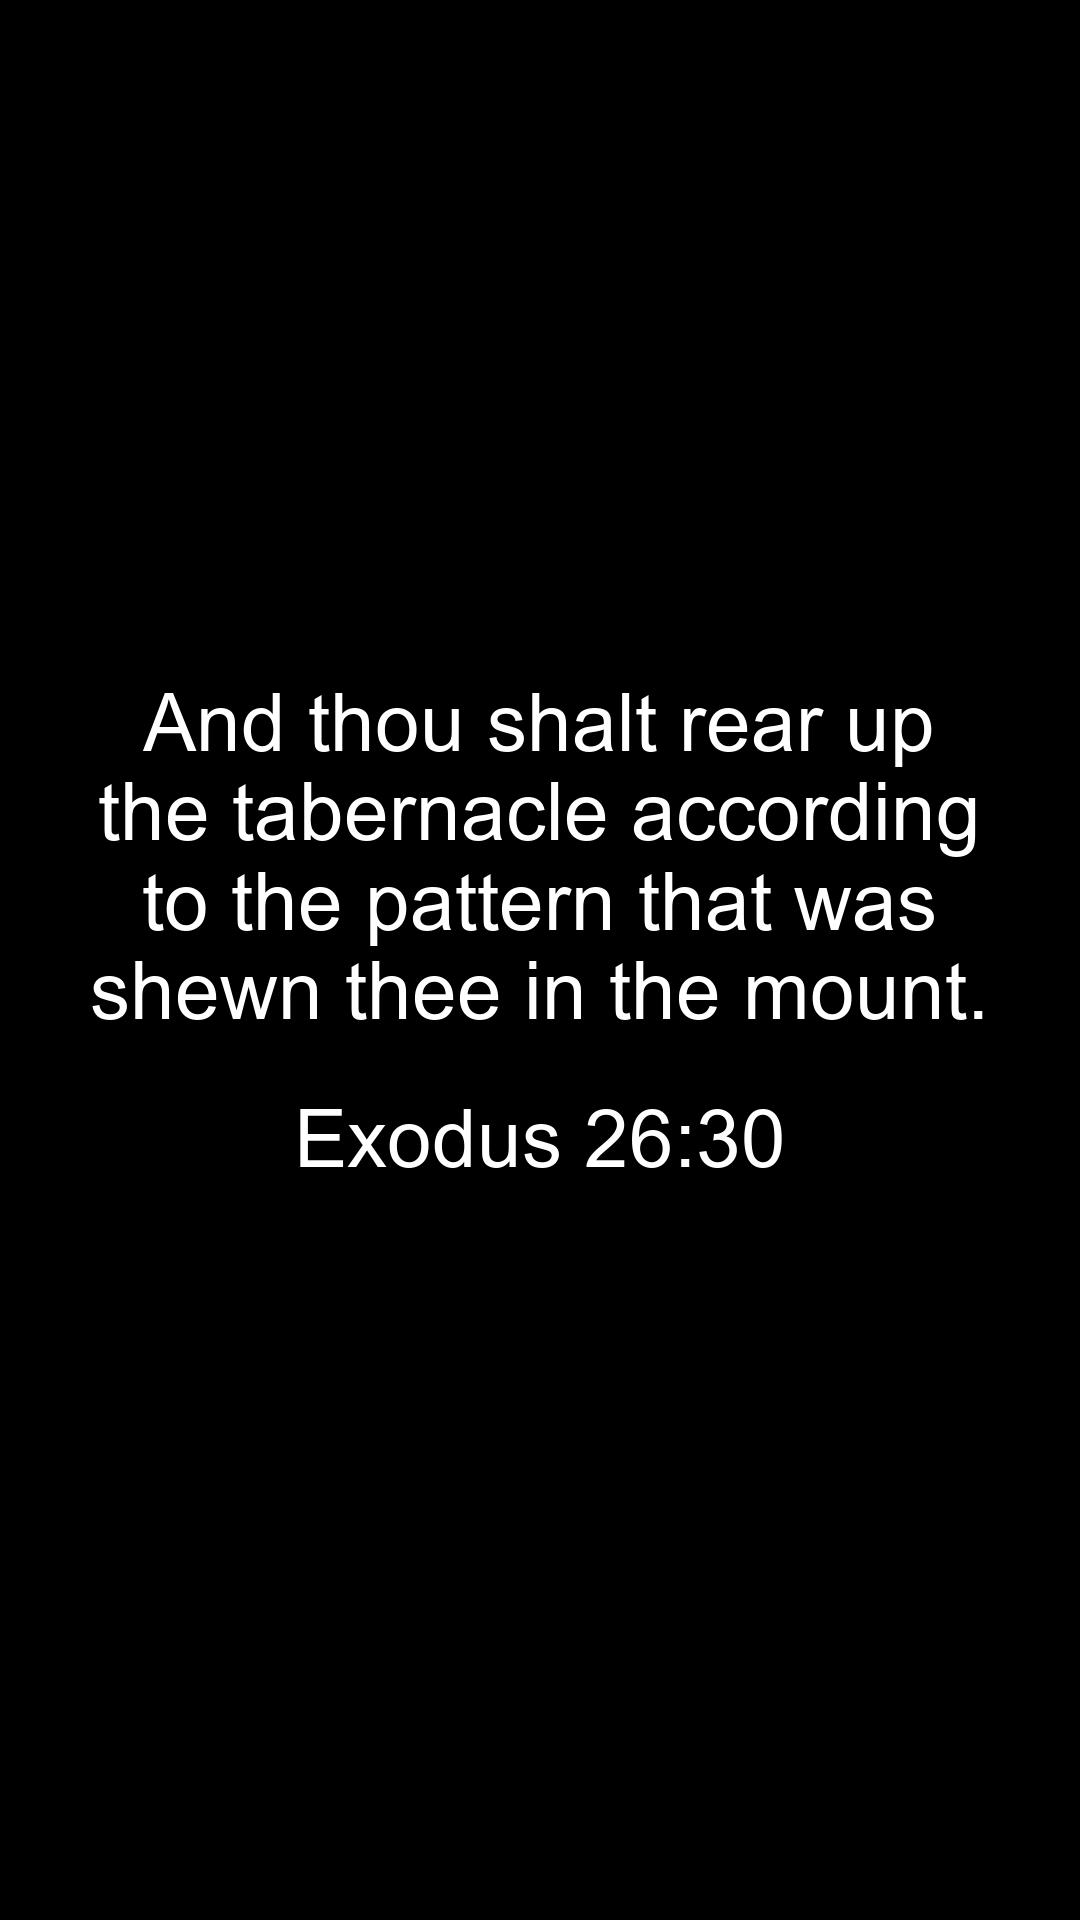 And thou shalt rear up
the tabernacle according
to the pattern that was
shewn thee in the mount.
Exodus 26:30